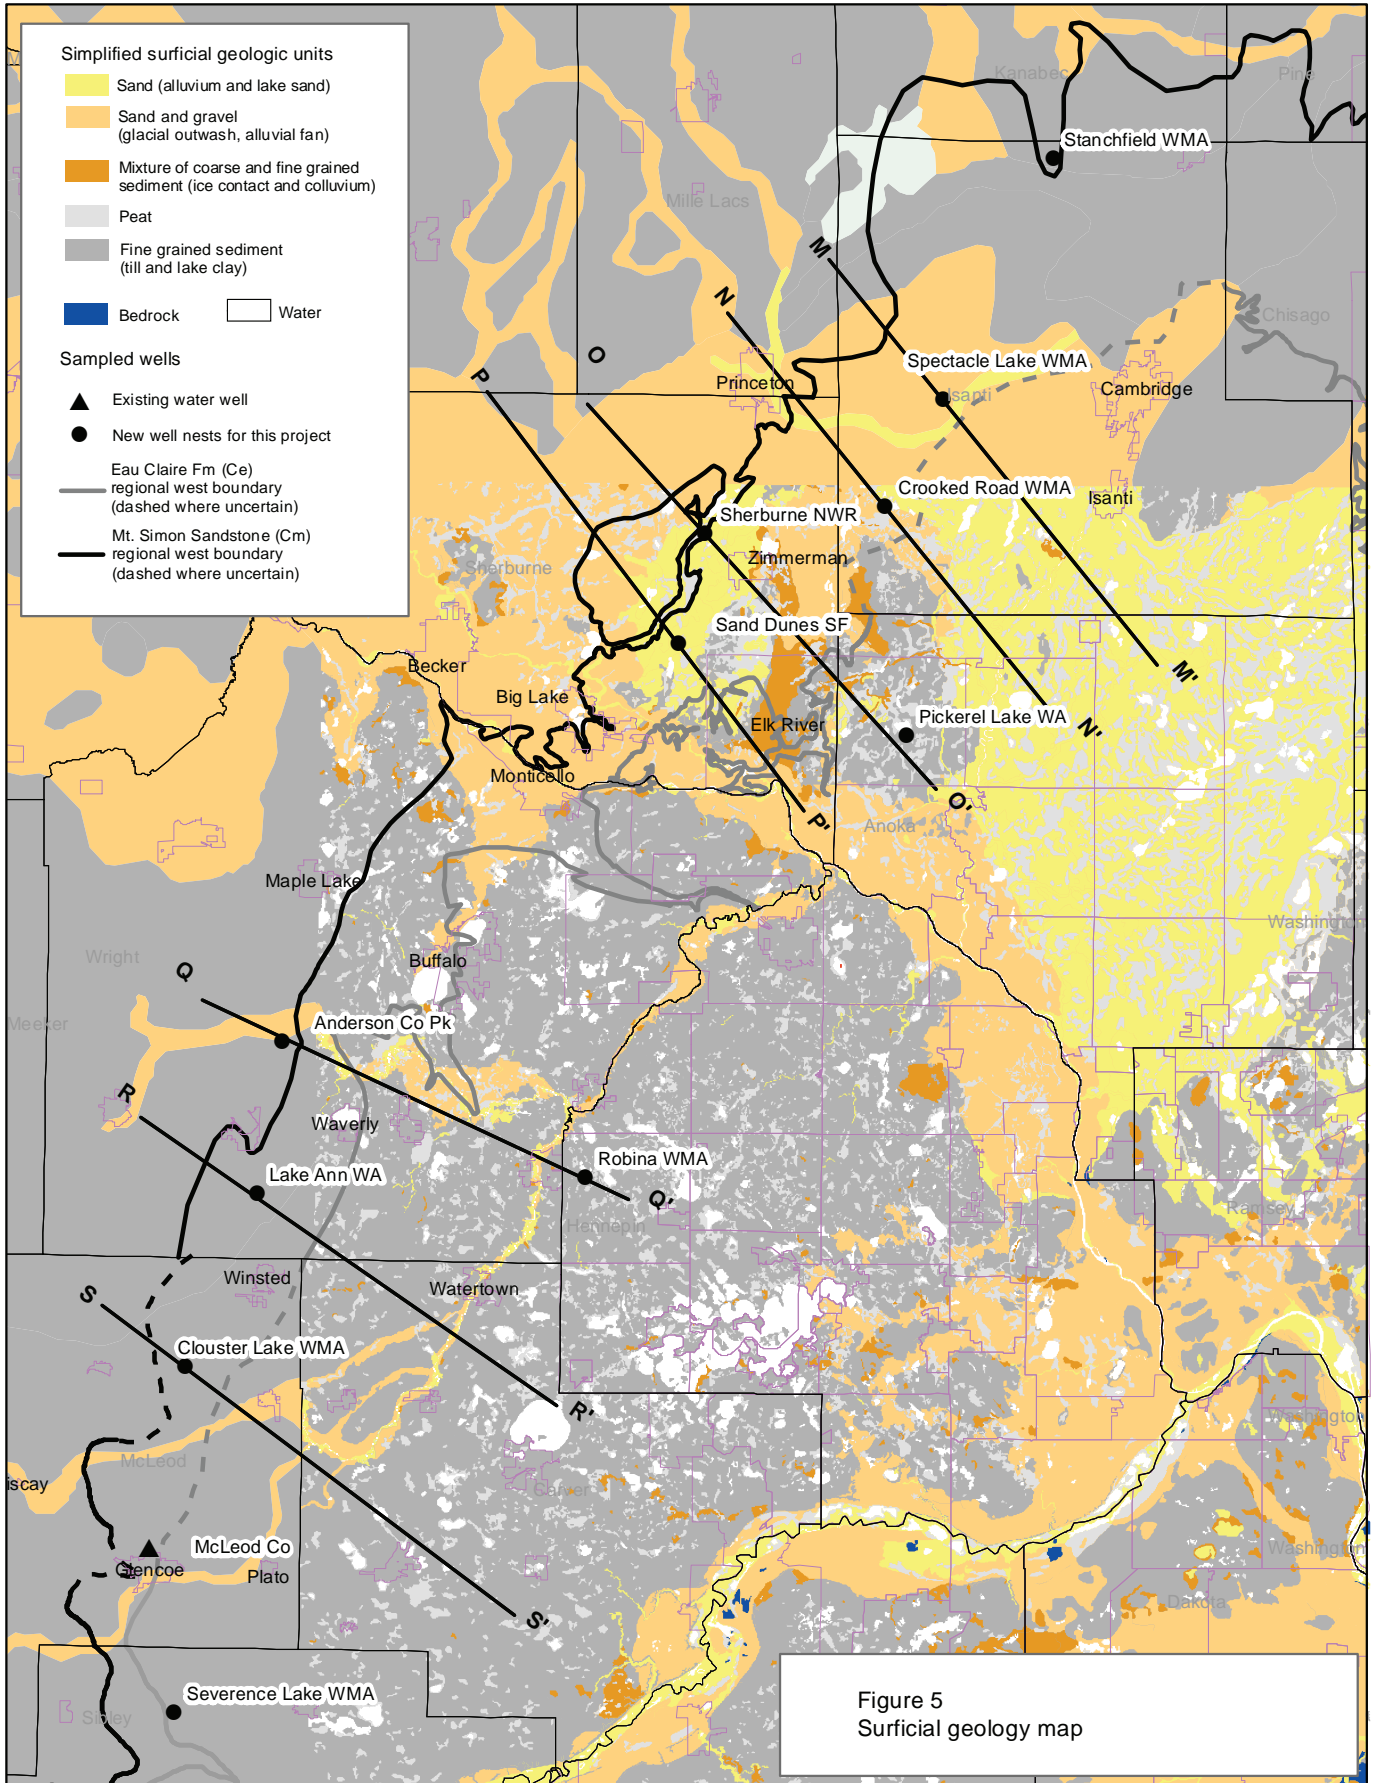 Simplified surficial geologic units
Sand (alluvium and lake sand)
Sand and gravel
(glacial outwash, alluvial fan)
Mixture of coarse and fine grained
sediment (ice contact and colluvium)
Peat
Fine grained sediment
(till and lake clay)
Bedrock
Water
Sampled wells
Existing water well
New well nests for this project
Eau Claire Fm (Ce)
regional west boundary
(dashed where uncertain)
Mt. Simon Sandstone (Cm)
regional west boundary
(dashed where uncertain)
Kanabec
Pine
Stanchfield WMA
Mille Lacs
M
N
Chisago
O
P
Princeton
Spectacle Lake WMA
Isanti
Cambridge
Crooked Road WMA
Isanti
Sherburne NWR
Zimmerman
Sherburne
Sand Dunes SF
Becker
M'
Big Lake
Pickerel Lake WA
Elk River
N'
Monticello
O'
P'
Anoka
Maple Lake
Washington
Wright
Buffalo
Q
Meeker
Anderson Co Pk
R
Waverly
Robina WMA
Lake Ann WA
Q'
Hennepin
Ramsey
Winsted
Watertown
S
Clouster Lake WMA
R'
Washington
McLeod
iscay
Carver
McLeod Co
Glencoe
Plato
Washington
S'
Dakota
Severence Lake WMA
Sibley
Figure 5
Surficial geology map